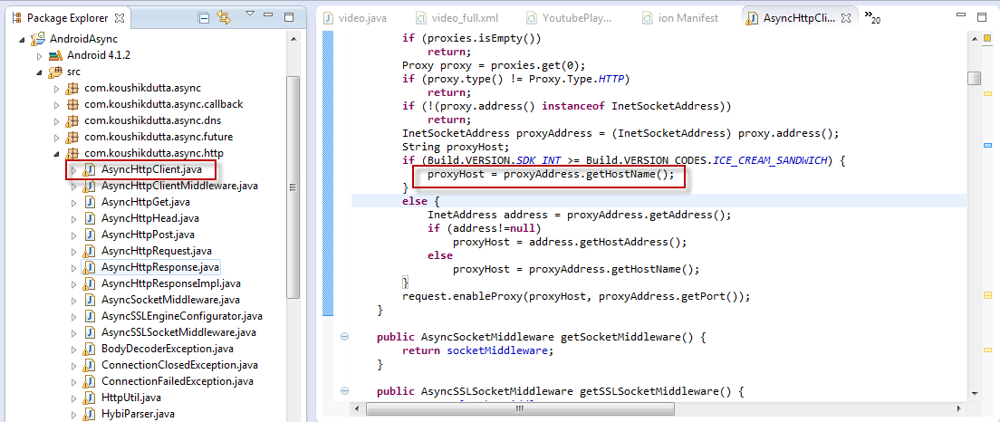 Package Explorer
AndroidAsync
Android 4.1.2
src
com.koushikdutta.async
com.koushikdutta.async.callback
com.koushikdutta.async.dns
com.koushikdutta.async.future
com.koushikdutta.async.http
AsyncHttpClient.java
AsyncHttpClientMiddleware.java
AsyncHttpGet.java
AsyncHttpHead.java
AsyncHttpPost.java
AsyncHttpRequest.java
AsyncHttpResponse.java
AsyncHttpResponseImpl.java
AsyncSocketMiddleware.java
AsyncSSLEngineConfigurator.java
AsyncSSLSocketMiddleware.java
BodyDecoderException.java
ConnectionClosedException.java
ConnectionFailedException.java
HttpUtil.java
HybiParser.java
video.java
video_full.xml
YoutubePlay...
ion Manifest
AsyncHttpCli...
»20
if (proxies.isEmpty())
return;
Proxy proxy = proxies.get(0);
if (proxy.type() != Proxy.Type.HTTP)
return;
if (!(proxy.address() instanceof InetSocketAddress))
return;
InetSocketAddress proxyAddress = (InetSocketAddress) proxy.address();
String proxyHost;
if (Build.VERSION.SDK_INT >= Build.VERSION_CODES.ICE_CREAM_SANDWICH) {
proxyHost = proxyAddress.getHostName();
}
else {
InetAddress address = proxyAddress.getAddress();
if (address!=null)
proxyHost = address.getHostAddress();
else
proxyHost = proxyAddress.getHostName();
}
request.enableProxy(proxyHost, proxyAddress.getPort());
}
public AsyncSocketMiddleware getSocketMiddleware() {
return socketMiddleware;
}
public AsyncSSLSocketMiddleware getSSLSocketMiddleware() {